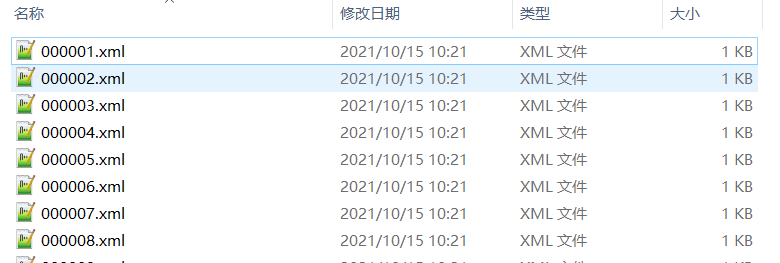 名称 修改日期 类型 大小
000001.xml 2021/10/15 10:21 XML 文件 1 KB
000002.xml 2021/10/15 10:21 XML 文件 1 KB
000003.xml 2021/10/15 10:21 XML 文件 1 KB
000004.xml 2021/10/15 10:21 XML 文件 1 KB
000005.xml 2021/10/15 10:21 XML 文件 1 KB
000006.xml 2021/10/15 10:21 XML 文件 1 KB
000007.xml 2021/10/15 10:21 XML 文件 1 KB
000008.xml 2021/10/15 10:21 XML 文件 1 KB